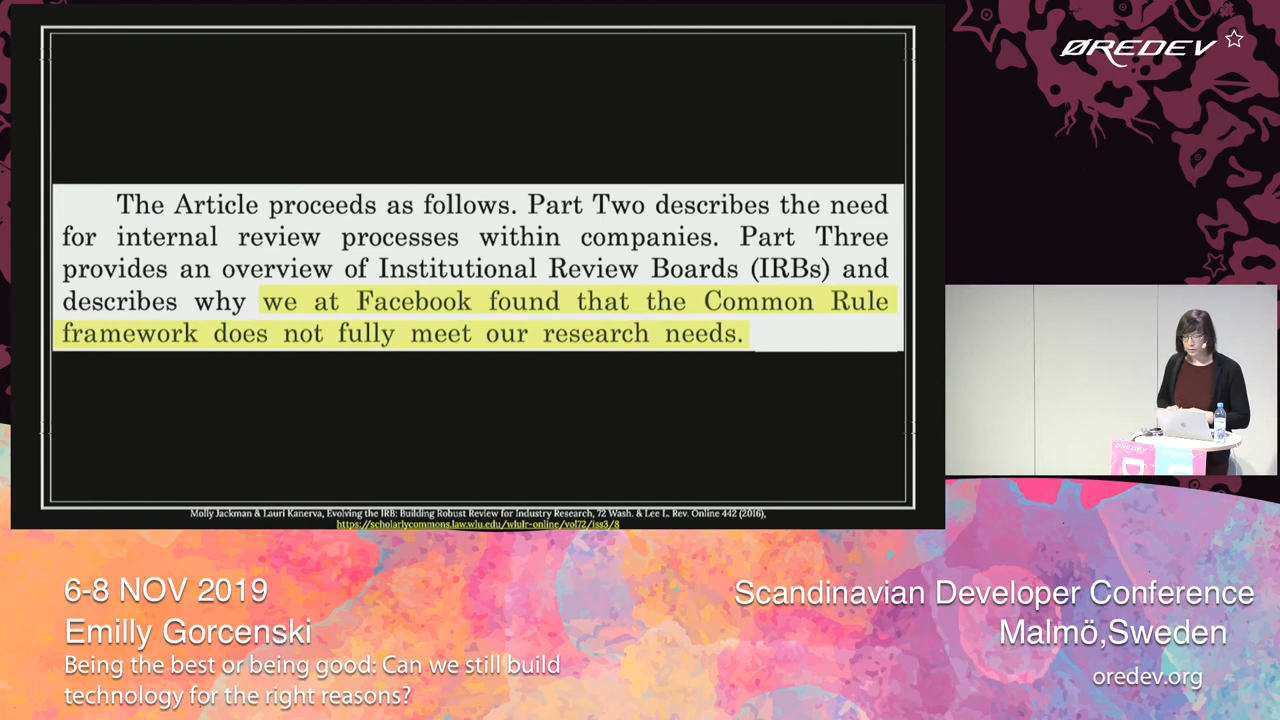 ØREDEV
The Article proceeds as follows. Part Two describes the need
for internal review processes within companies. Part Three
provides an overview of Institutional Review Boards (IRBs) and
describes why we at Facebook found that the Common Rule
framework does not fully meet our research needs.
Molly Jackman & Lauri Kanerva, Evolving the IRB: Building Robust Review for Industry Research, 72 Wash. & Lee L. Rev. Online 442 (2016),
https://scholarlycommons.law.wlu.edu/wlulr-online/vol72/iss3/8
ØREDEV
6-8 NOV 2019
Emilly Gorcenski
Being the best or being good: Can we still build
technology for the right reasons?
Scandinavian Developer Conference
Malmö,Sweden
oredev.org